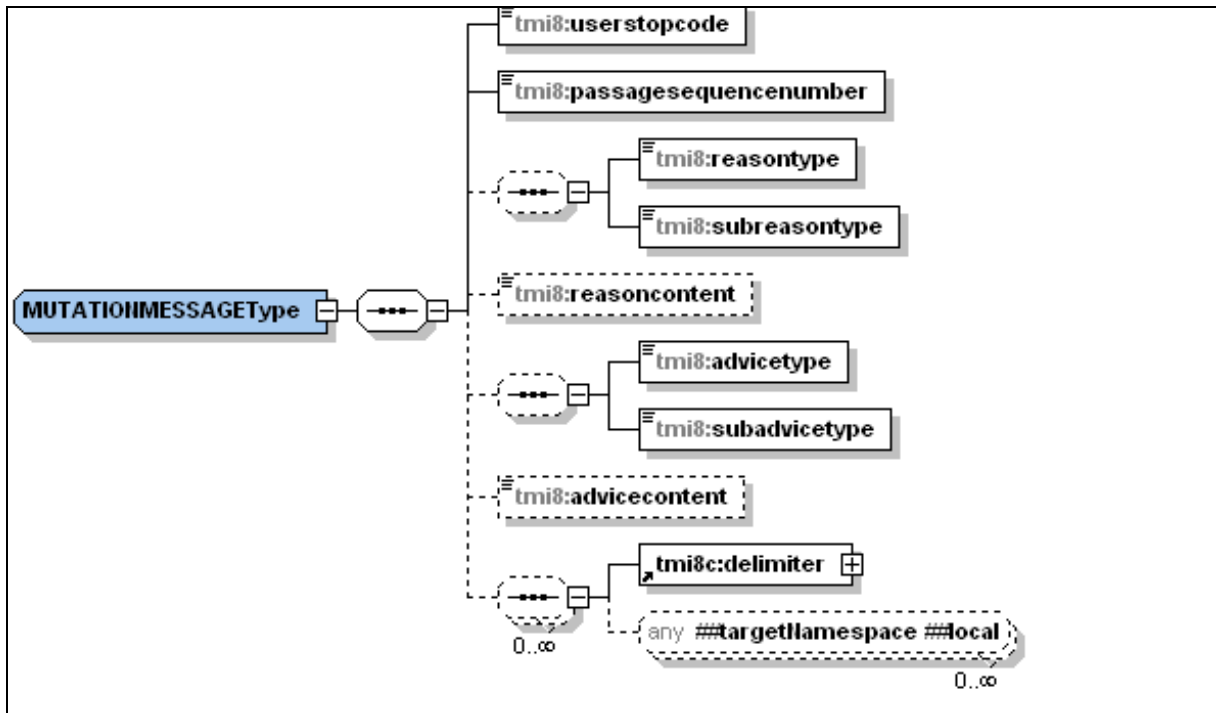 tmi8:userstopcode
tmi8:passagesequencenumber
tmi8:reasontype
tmi8:subreasontype
tmi8:reasoncontent
MUTATIONMESSAGEType
tmi8:advicetype
tmi8:subadvicetype
tmi8:advicecontent
tmi8c:delimiter
any ##targetNamespace ##local
0..∞
0..∞